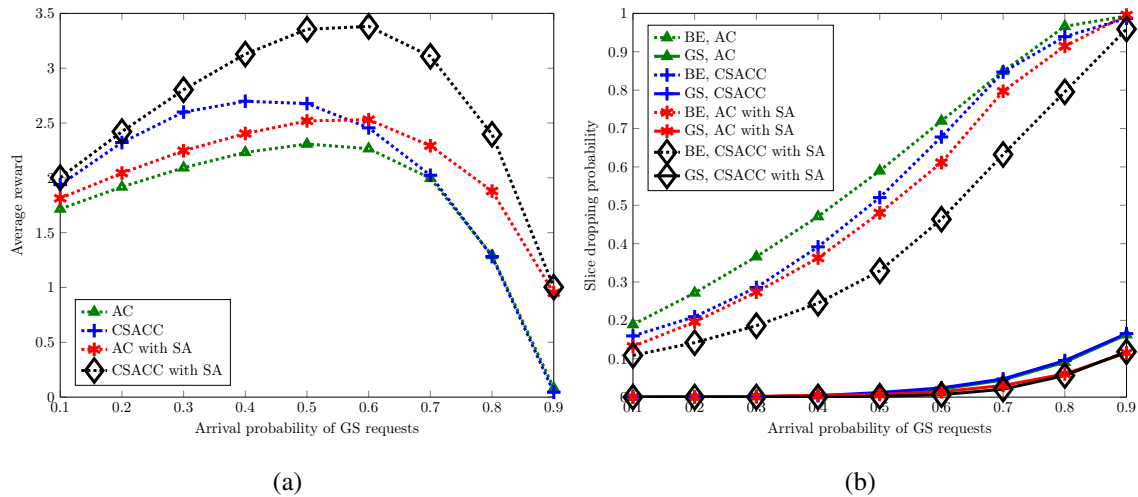 3.5
3
2.5
2
1.5
1
0.5
0
0.1 0.2 0.3 0.4 0.5 0.6 0.7 0.8 0.9
Average reward
Arrival probability of GS requests
AC
CSACC
AC with SA
CSACC with SA
(a)
1
0.9
0.8
0.7
0.6
0.5
0.4
0.3
0.2
0.1
0
0.1 0.2 0.3 0.4 0.5 0.6 0.7 0.8 0.9
Slice dropping probability
Arrival probability of GS requests
BE, AC
GS, AC
BE, CSACC
GS, CSACC
BE, AC with SA
GS, AC with SA
BE, CSACC with SA
GS, CSACC with SA
(b)